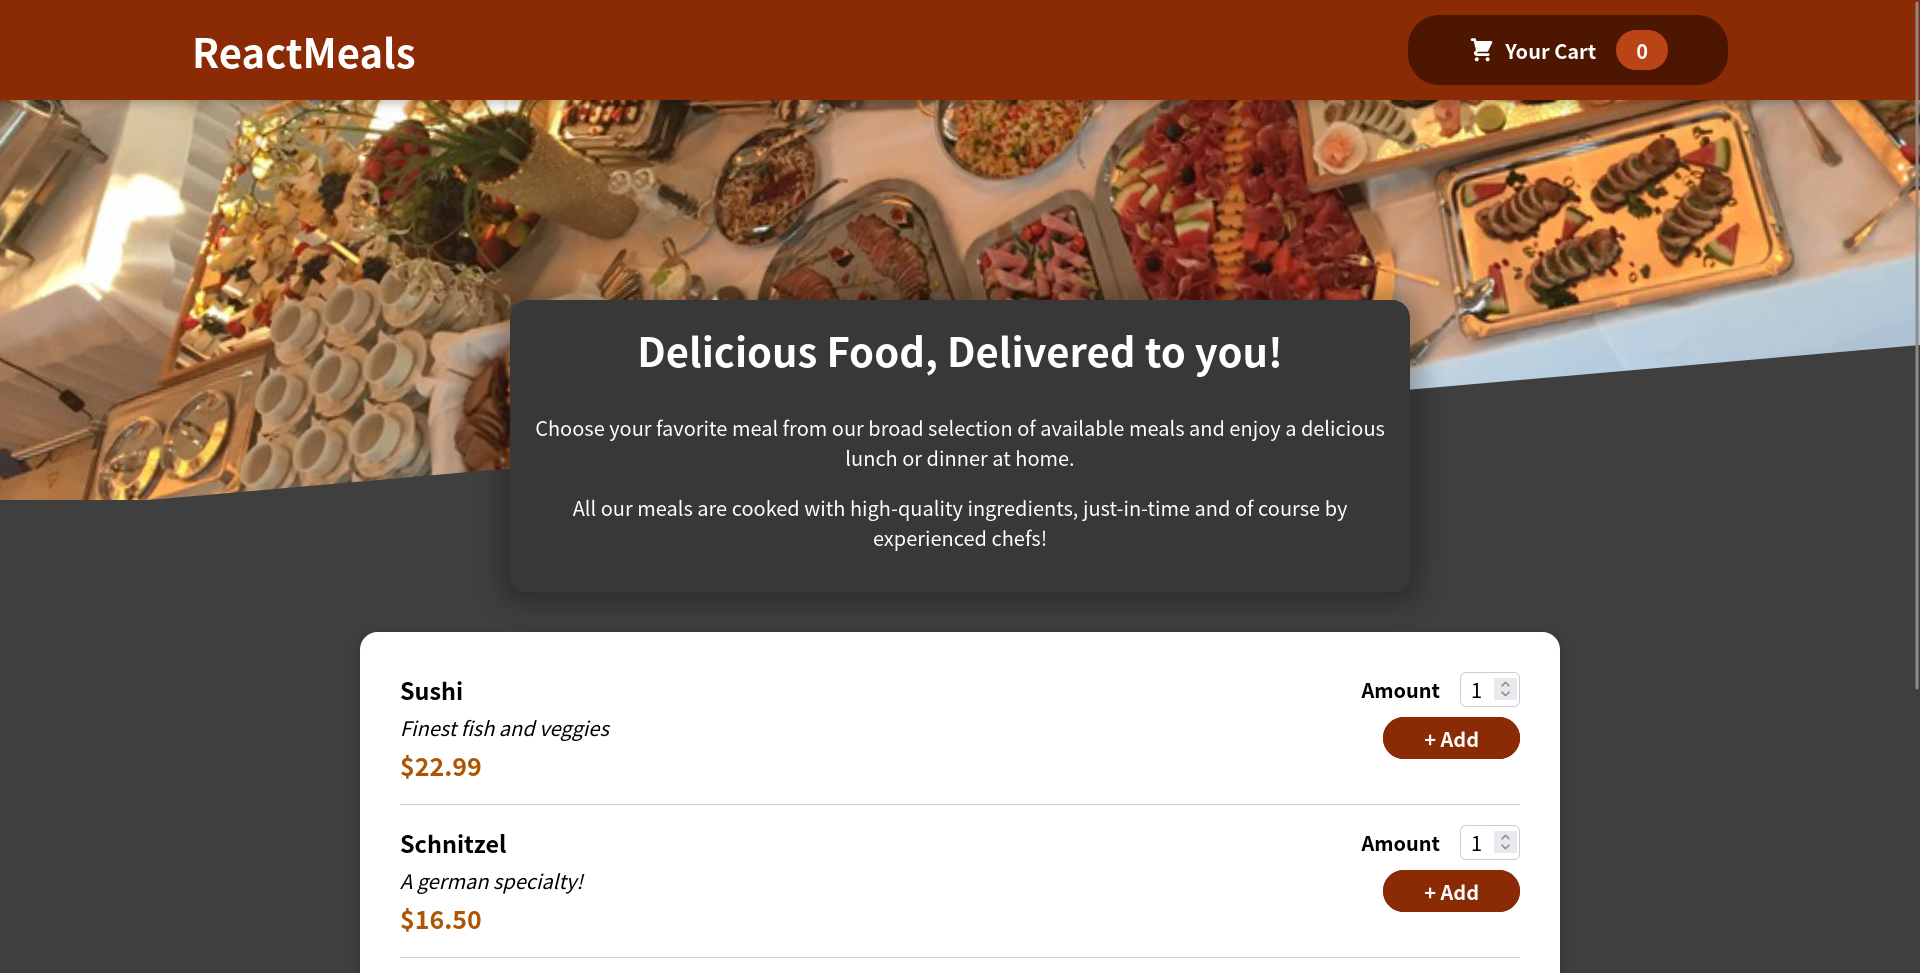 ReactMeals
Your Cart 0
Delicious Food, Delivered to you!
Choose your favorite meal from our broad selection of available meals and enjoy a delicious
lunch or dinner at home.
All our meals are cooked with high-quality ingredients, just-in-time and of course by
experienced chefs!
Sushi
Amount 1
Finest fish and veggies
+ Add
$22.99
Schnitzel
Amount 1
A german specialty!
+ Add
$16.50